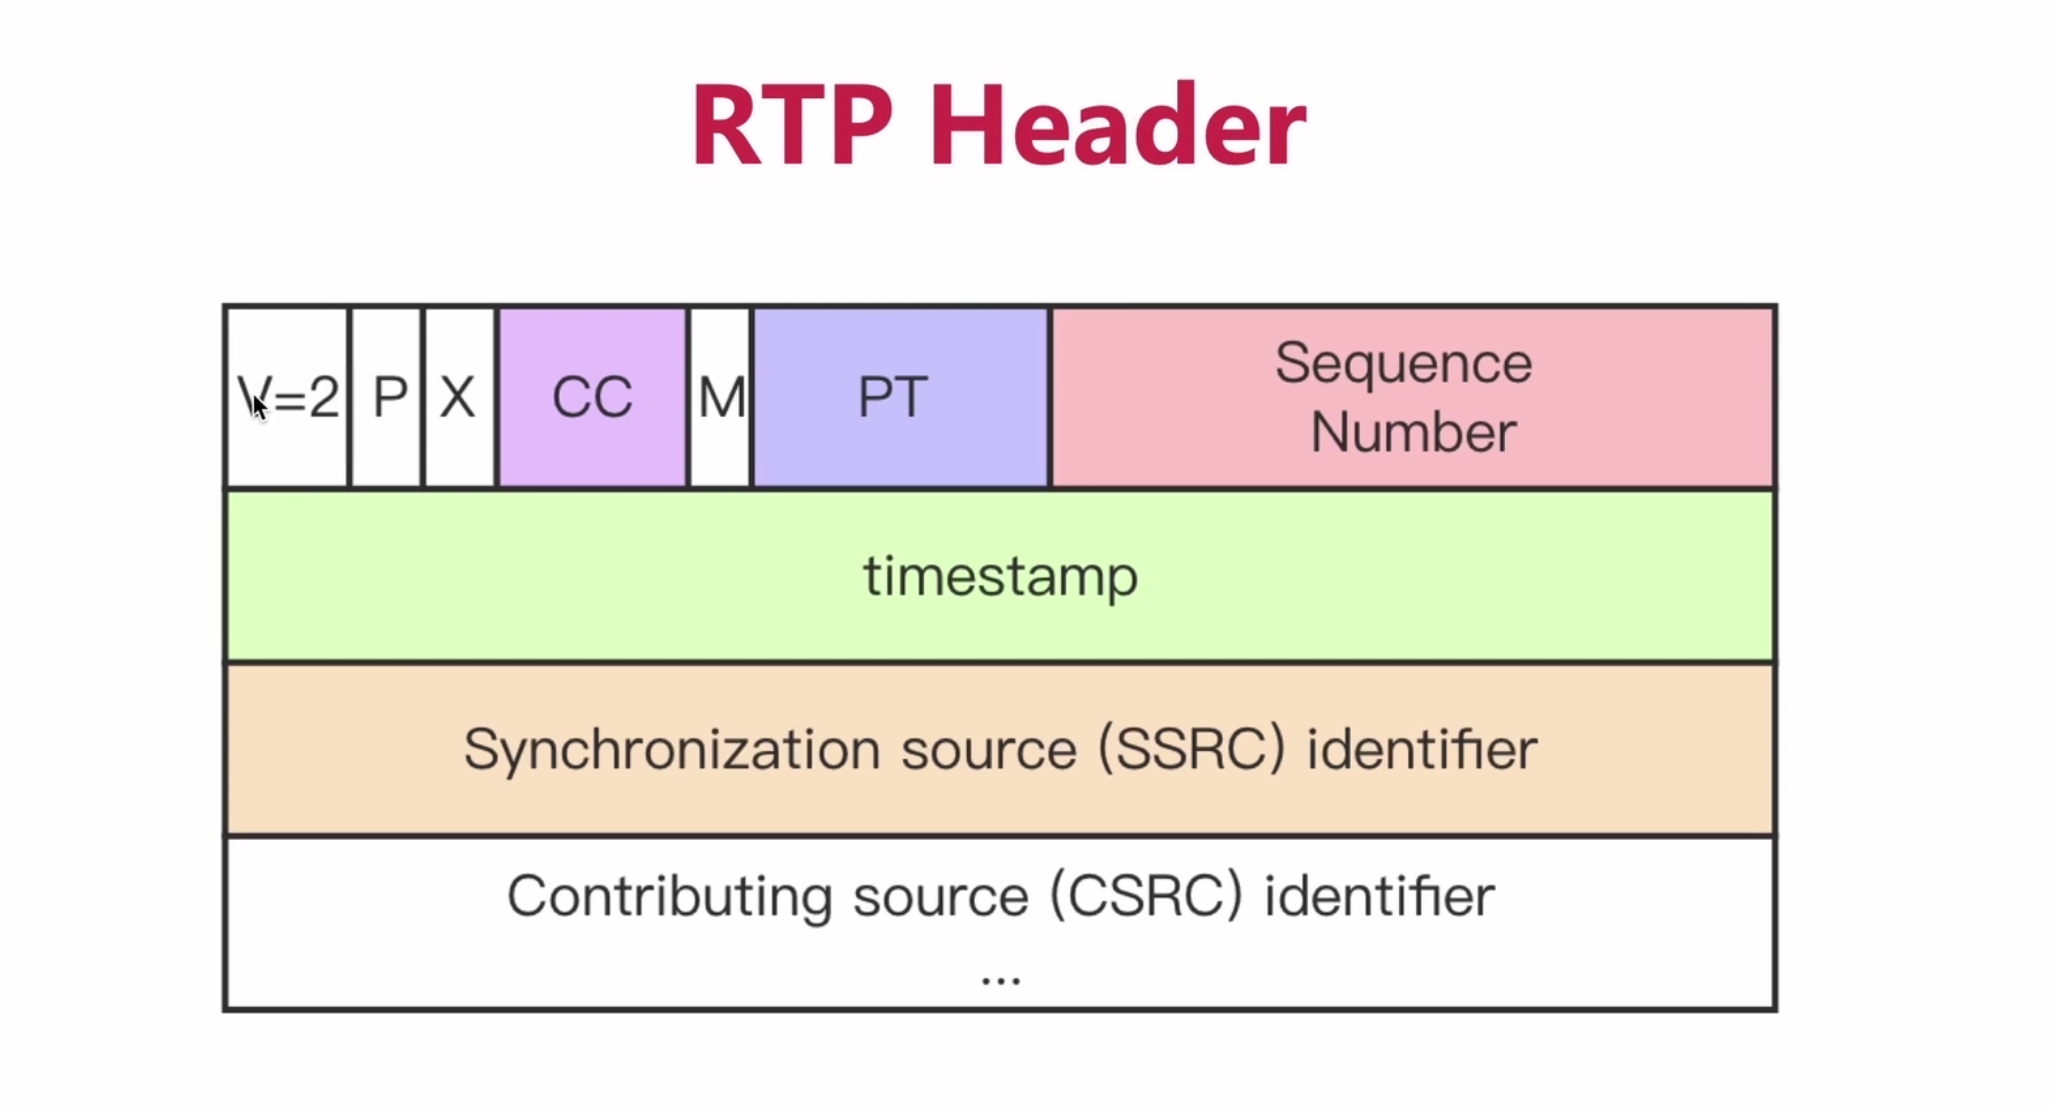 RTP Header
V=2 P X CC M PT Sequence
Number
timestamp
Synchronization source (SSRC) identifier
Contributing source (CSRC) identifier
...